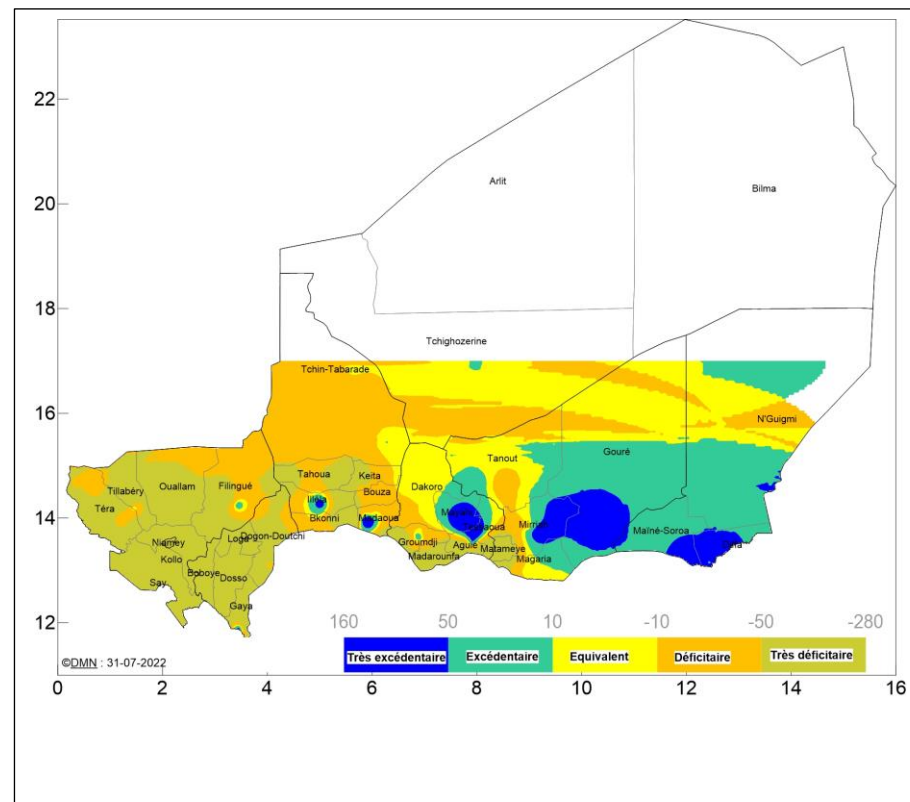 22
Arlit
Bilma
20
18
Tchighozerine
Tchin-Tabarade
16
N'Guigmi
Gouré
Tanout
Tahoua
Keita
Ouallam
Filingué
Tillabéry
Bouza
Dakoro
Illéla
Téra
14
Bkonni
Madaoua
Mayahi
Tessaoua
Mirriah
Maïné-Soroa
Diffa
Niamey
Loga
Dogon-Doutchi
Groumdji
Aguié
Matameye
Kollo
Madarounfa
Magaria
Say
Boboye
Dosso
Gaya
12
160 50 10 -10 -50 -280
Très excédentaire Excédentaire Equivalent Déficitaire Très déficitaire
©DMN : 31-07-2022
0 2 4 6 8 10 12 14 16